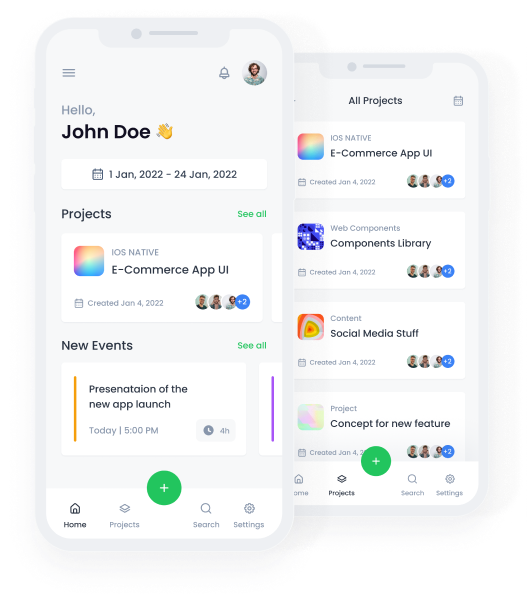 Hello,
John Doe 👋
1 Jan, 2022 - 24 Jan, 2022
Projects
See all
IOS NATIVE
E-Commerce App UI
Created Jan 4, 2022
+2
New Events
See all
Presenataion of the
new app launch
Today | 5:00 PM
4h
+
Home
Projects
Search
Settings
All Projects
IOS NATIVE
E-Commerce App UI
Created Jan 4, 2022
+2
Web Components
Components Library
Created Jan 4, 2022
+2
Content
Social Media Stuff
Created Jan 4, 2022
+2
Project
Concept for new feature
Created Jan 4, 2022
+2
+
ome
Projects
Search
Settings